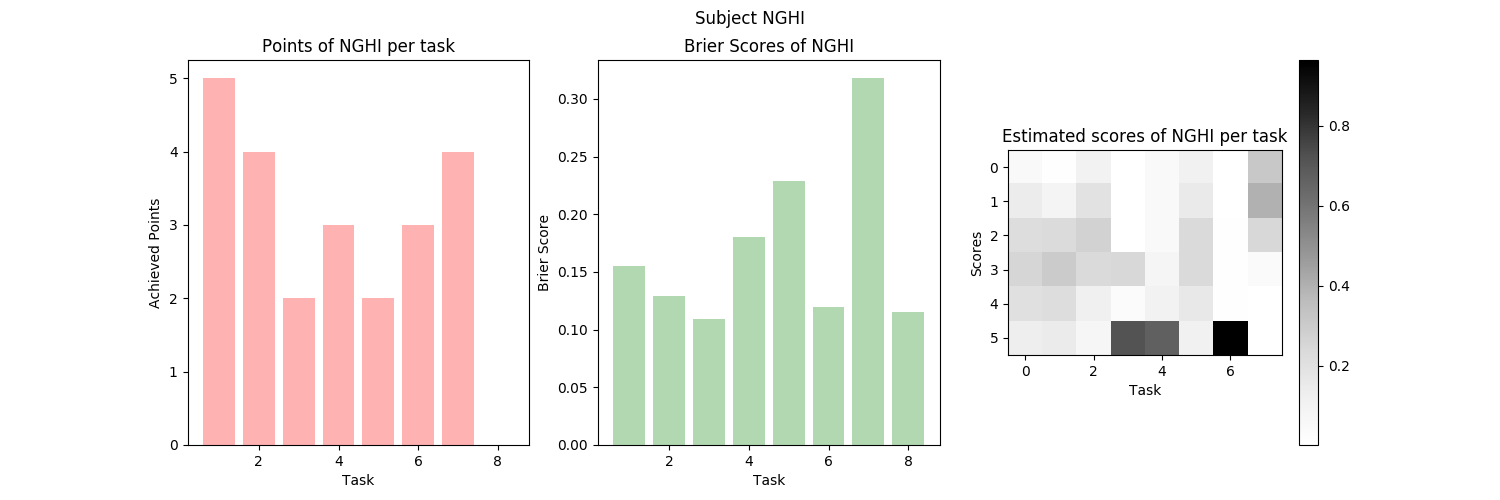 Subject NGHI
Points of NGHI per task
Achieved Points
5
4
3
2
1
0
2 4 6 8
Task
Brier Scores of NGHI
Brier Score
0.30
0.25
0.20
0.15
0.10
0.05
0.00
2 4 6 8
Task
Estimated scores of NGHI per task
Scores
0
1
2
3
4
5
0 2 4 6
Task
0.8
0.6
0.4
0.2